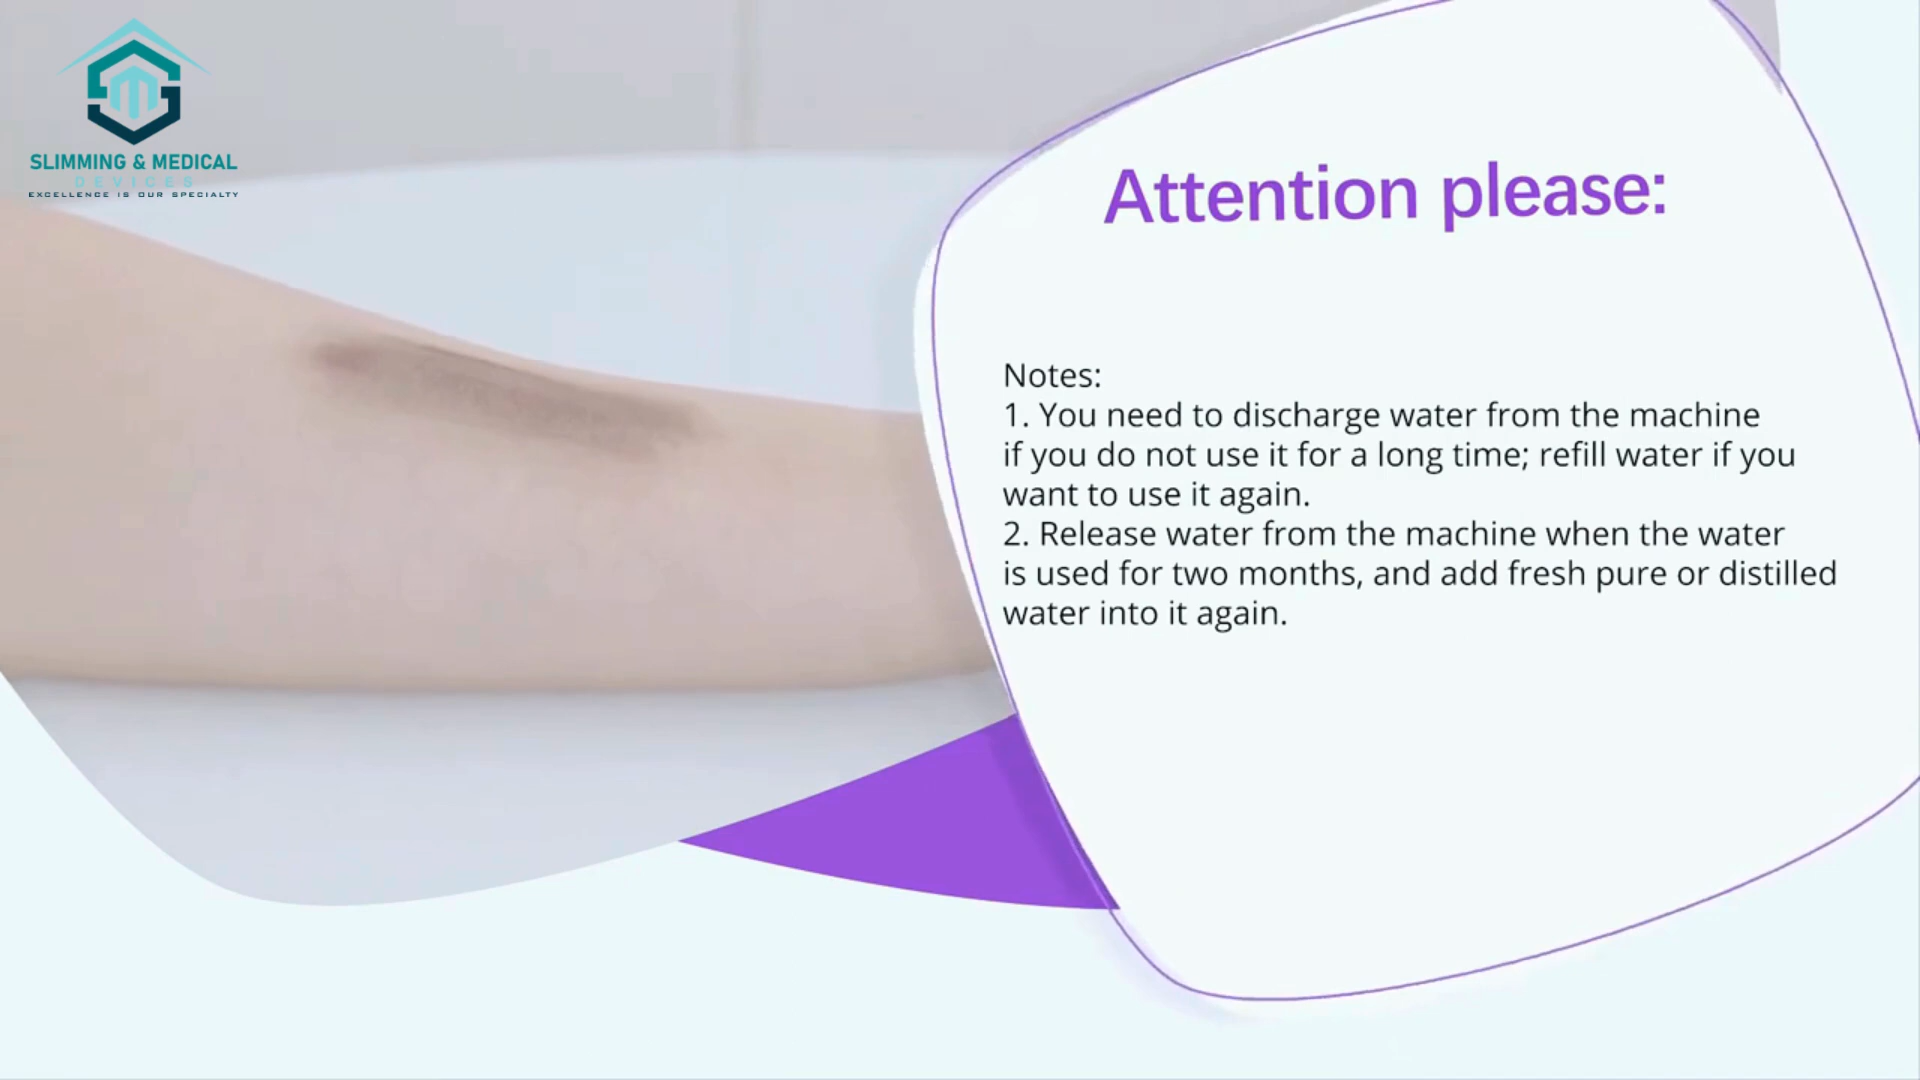 SLIMMING & MEDICAL
DEVICES
EXCELLENCE IS OUR SPECIALTY
Attention please:
Notes:
1. You need to discharge water from the machine
if you do not use it for a long time; refill water if you
want to use it again.
2. Release water from the machine when the water
is used for two months, and add fresh pure or distilled
water into it again.